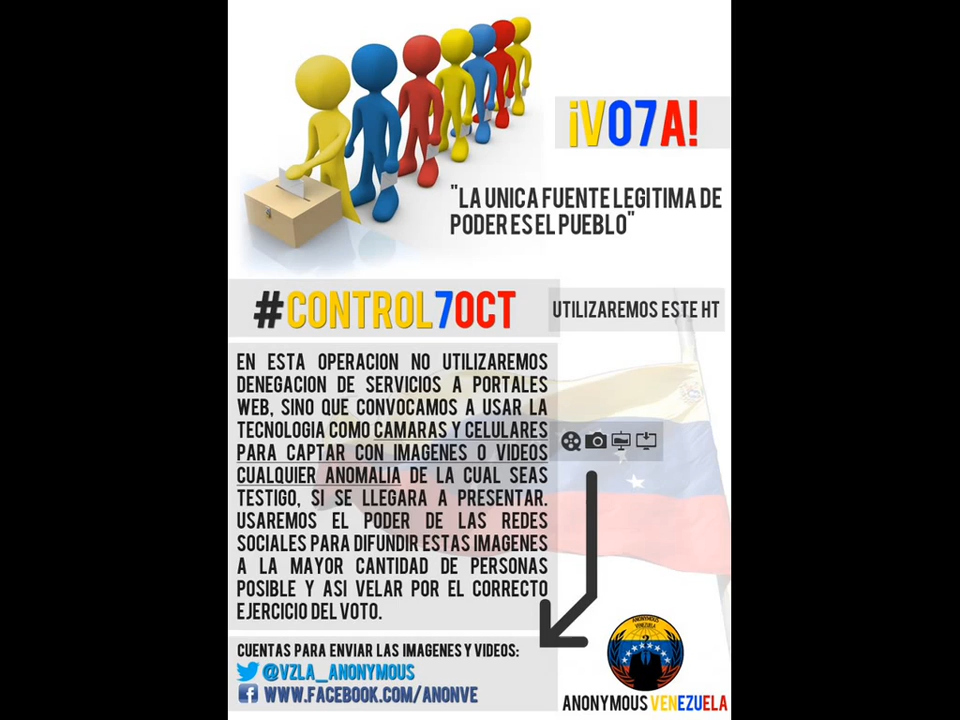 ¡VO7A!
"LA UNICA FUENTE LEGITIMA DE
PODER ES EL PUEBLO"
#CONTROL7OCT
UTILIZAREMOS ESTE HT
EN ESTA OPERACION NO UTILIZAREMOS
DENEGACION DE SERVICIOS A PORTALES
WEB, SINO QUE CONVOCAMOS A USAR LA
TECNOLOGIA COMO CAMARAS Y CELULARES
PARA CAPTAR CON IMAGENES O VIDEOS
CUALQUIER ANOMALIA DE LA CUAL SEAS
TESTIGO, SI SE LLEGARA A PRESENTAR.
USAREMOS EL PODER DE LAS REDES
SOCIALES PARA DIFUNDIR ESTAS IMAGENES
A LA MAYOR CANTIDAD DE PERSONAS
POSIBLE Y ASI VELAR POR EL CORRECTO
EJERCICIO DEL VOTO.
CUENTAS PARA ENVIAR LAS IMAGENES Y VIDEOS:
@VZLA_ANONYMOUS
WWW.FACEBOOK.COM/ANONVE
ANONYMOUS
VENEZUELA
ANONYMOUS VENEZUELA